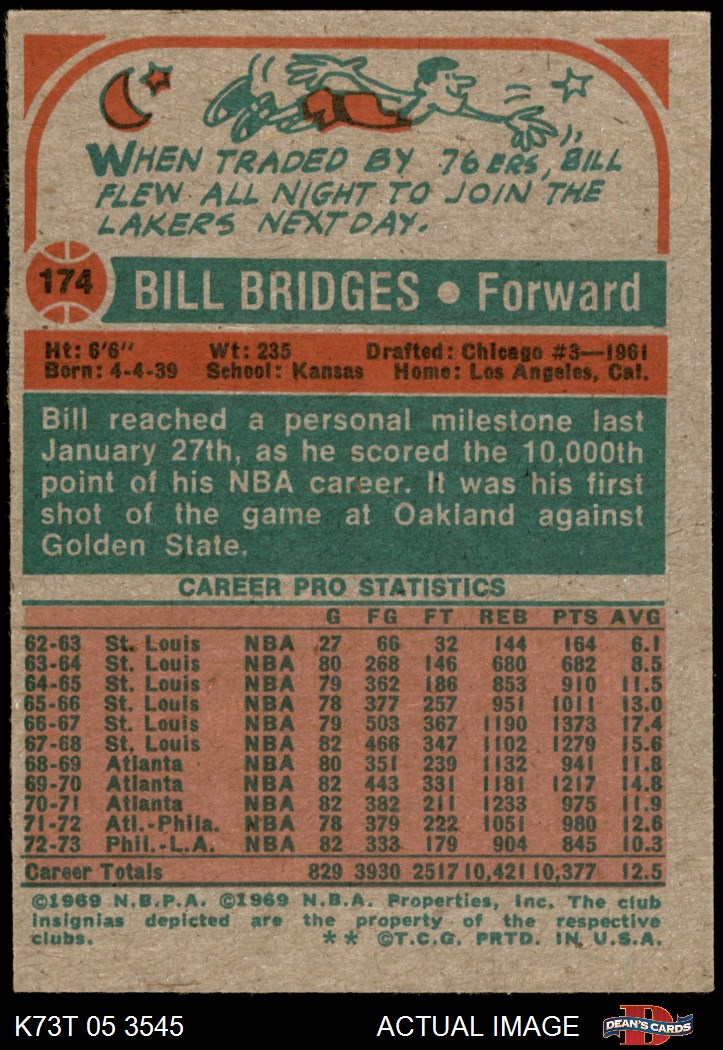 WHEN TRADED BY 76ERS, BILL
FLEW ALL NIGHT TO JOIN THE
LAKERS NEXT DAY.
174 BILL BRIDGES • Forward
Ht: 6'6" Wt: 235 Drafted: Chicago #3—1961
Born: 4-4-39 School: Kansas Home: Los Angeles, Cal.
Bill reached a personal milestone last
January 27th, as he scored the 10,000th
point of his NBA career. It was his first
shot of the game at Oakland against
Golden State.
CAREER PRO STATISTICS
G FG FT REB PTS AVG
62-63 St. Louis NBA 27 66 32 144 164 6.1
63-64 St. Louis NBA 80 268 146 680 682 8.5
64-65 St. Louis NBA 79 362 186 853 910 11.5
65-66 St. Louis NBA 78 377 257 951 1011 13.0
66-67 St. Louis NBA 79 503 367 1190 1373 17.4
67-68 St. Louis NBA 82 466 347 1102 1279 15.6
68-69 Atlanta NBA 80 351 239 1132 941 11.8
69-70 Atlanta NBA 82 443 331 1181 1217 14.8
70-71 Atlanta NBA 82 382 211 1233 975 11.9
71-72 Atl.-Phila. NBA 78 379 222 1051 980 12.6
72-73 Phil.-L.A. NBA 82 333 179 904 845 10.3
Career Totals 829 3930 2517 10,421 10,377 12.5
©1969 N.B.P.A. ©1969 N.B.A. Properties, Inc. The club
insignias depicted are the property of the respective
clubs. ** ©T.C.G. PRTD. IN U.S.A.
K73T 05 3545 ACTUAL IMAGE D DEAN'S CARDS